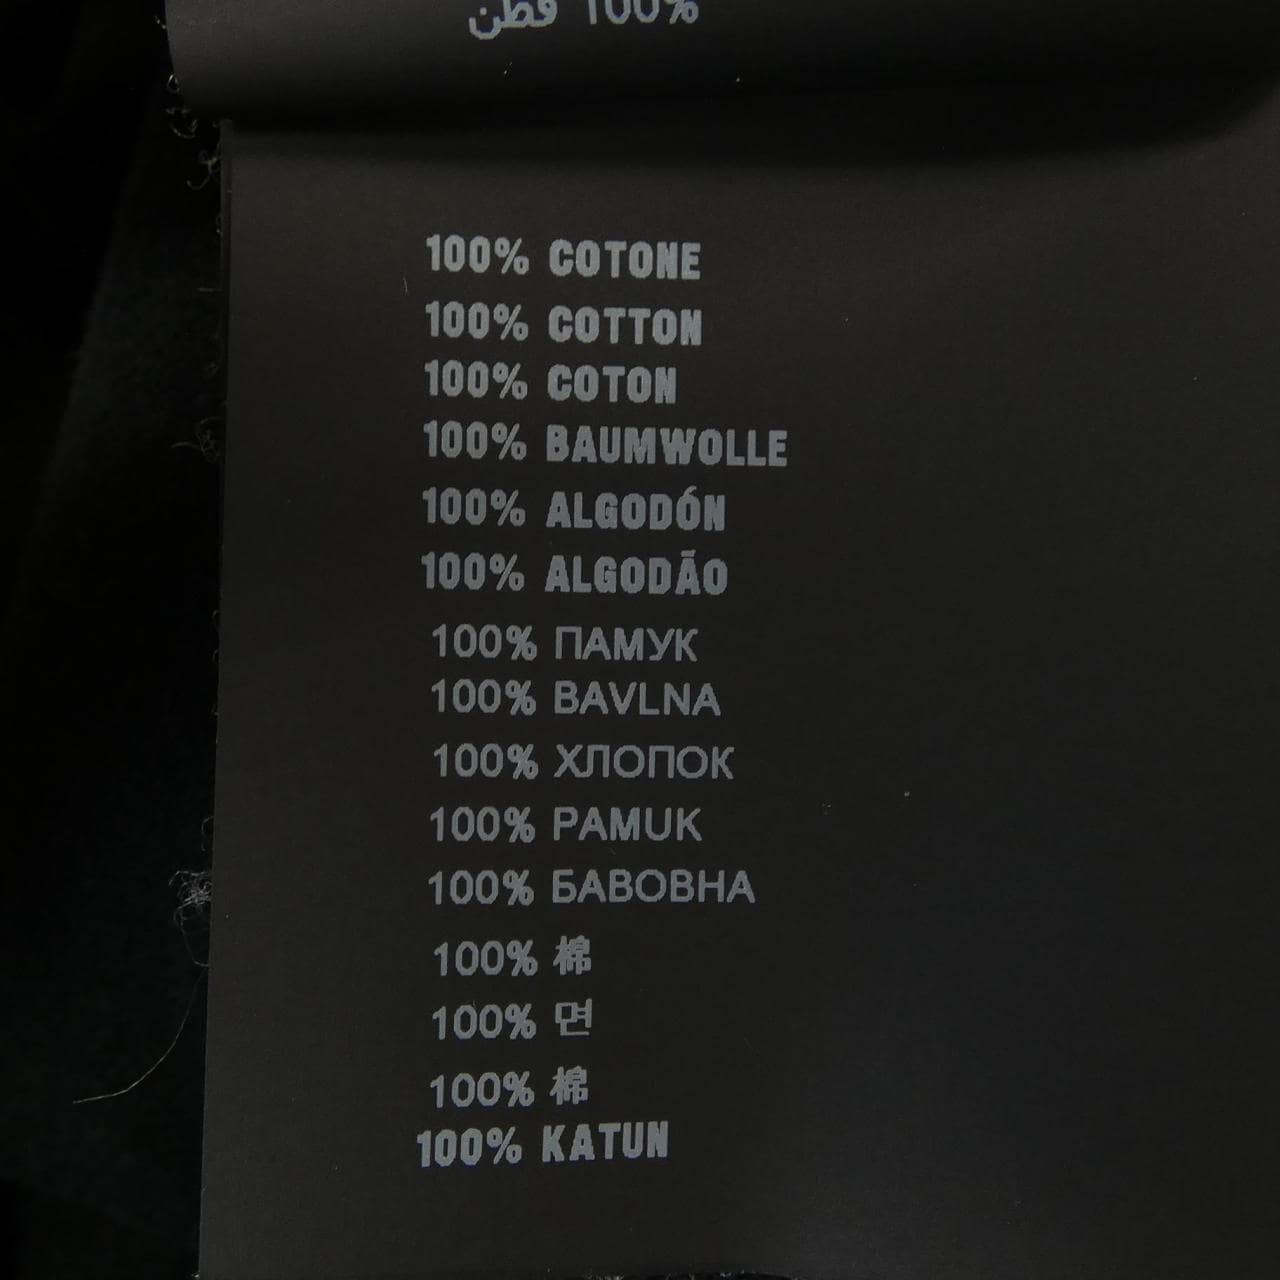 100% قطن
100% COTONE
100% COTTON
100% COTON
100% BAUMWOLLE
100% ALGODÓN
100% ALGODÃO
100% ПАМУК
100% BAVLNA
100% ХЛОПОК
100% PAMUK
100% БАВОВНА
100% 棉
100% 면
100% 棉
100% KATUN